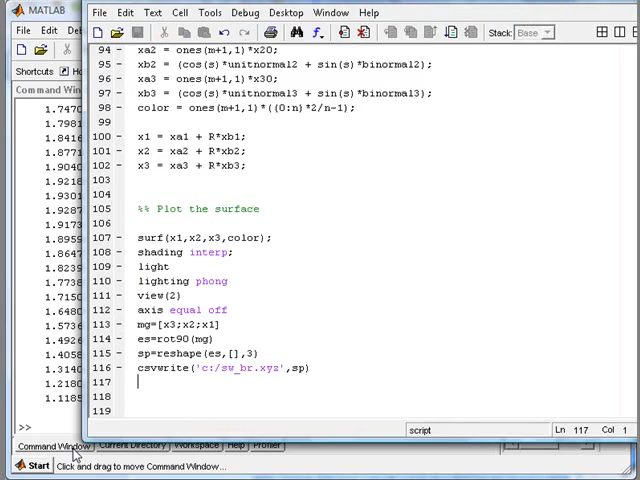 MATLAB
File Edit Deb
Shortcuts How
Command Window
1.7470
1.7981
1.8416
1.8771
1.9040
1.9218
1.9301
1.9287
1.9173
1.8959
1.8647
1.8239
1.7738
1.7150
1.6480
1.5736
1.4926
1.4058
1.3140
1.2180
1.1185
>>
Command Window Current Directory Workspace Help Profiler
Start Click and drag to move Command Window...
File Edit Text Cell Tools Debug Desktop Window Help
Stack: Base
94 - xa2 = ones(m+1,1)*x20;
95 - xb2 = (cos(s)*unitnormal2 + sin(s)*binormal2);
96 - xa3 = ones(m+1,1)*x30;
97 - xb3 = (cos(s)*unitnormal3 + sin(s)*binormal3);
98 - color = ones(m+1,1)*((0:n)*2/n-1);
99
100 - x1 = xa1 + R*xb1;
101 - x2 = xa2 + R*xb2;
102 - x3 = xa3 + R*xb3;
103
104
105 %% Plot the surface
106
107 - surf(x1,x2,x3,color);
108 - shading interp;
109 - light
110 - lighting phong
111 - view(2)
112 - axis equal off
113 - mg=[x3;x2;x1]
114 - es=rot90(mg)
115 - sp=reshape(es,[],3)
116 - csvwrite('c:/sw_br.xyz',sp)
117
118
119
script Ln 117 Col 1